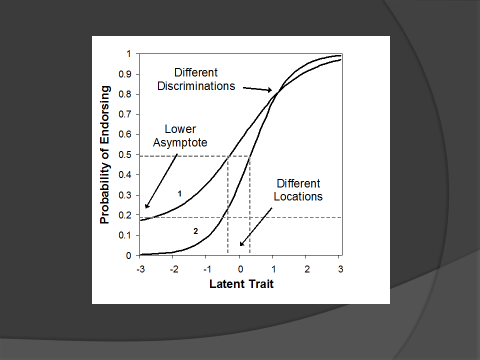 1
0.9
0.8
0.7
0.6
0.5
0.4
0.3
0.2
0.1
0
Probability of Endorsing
Different
Discriminations
Lower
Asymptote
Different
Locations
1
2
-3 -2 -1 0 1 2 3
Latent Trait